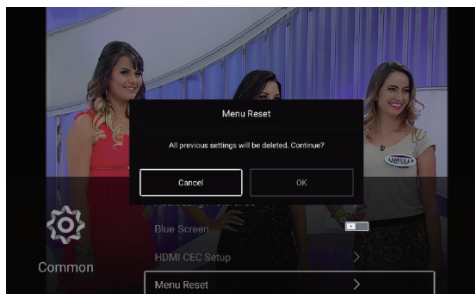 Menu Reset
All previous settings will be deleted. Continue?
Cancel
OK
Blue Screen
HDMI CEC Setup
Common
Menu Reset